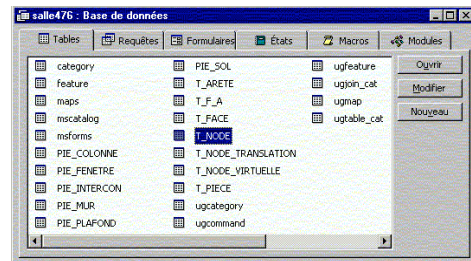 salle476 : Base de données
Tables Requêtes Formulaires États Macros Modules
category PIE_SOL ugfeature Ouvrir
feature T_ARETE ugjoin_cat Modifier
maps T_F_A ugmap Nouveau
mscatalog T_FACE ugtable_cat
msforms T_NODE
PIE_COLONNE T_NODE_TRANSLATION
PIE_FENETRE T_NODE_VIRTUELLE
PIE_INTERCON T_PIECE
PIE_MUR ugcategory
PIE_PLAFOND ugcommand